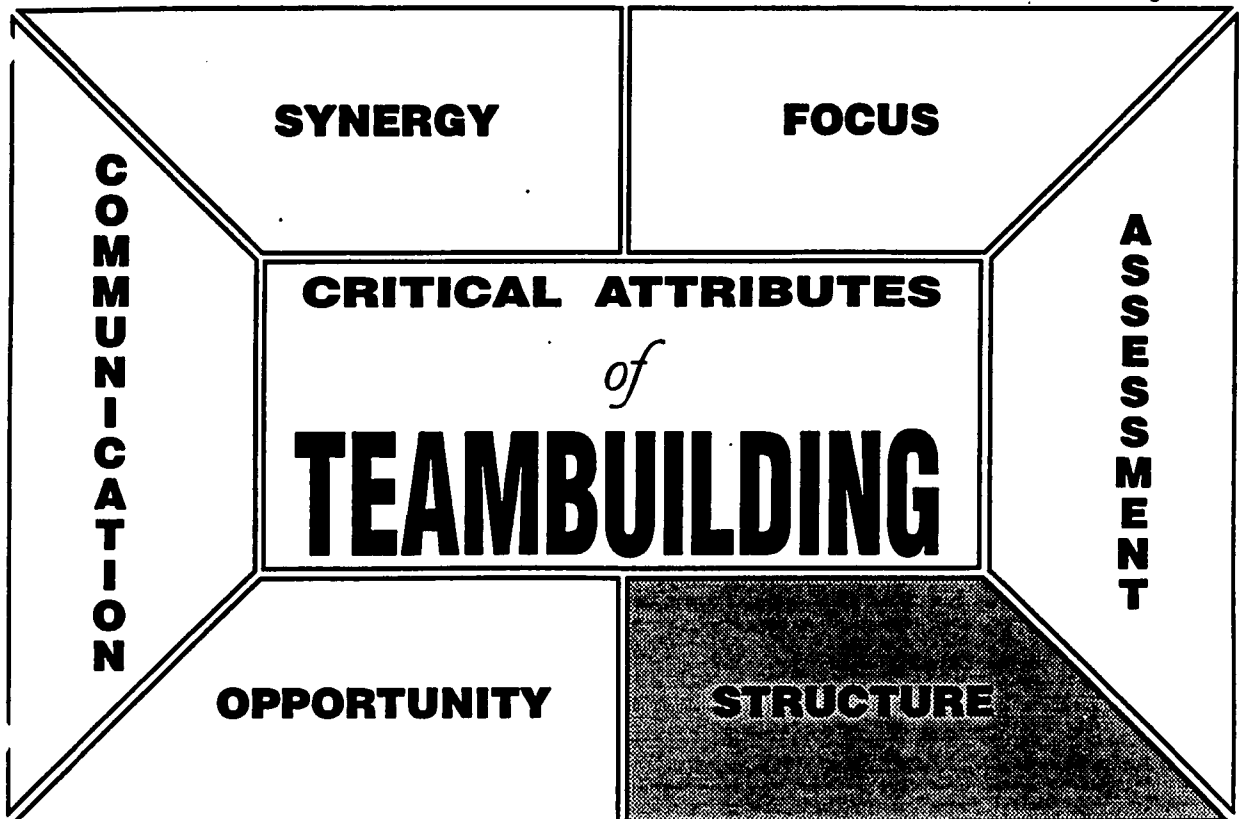 SYNERGY
FOCUS
COMMUNICATION
CRITICAL ATTRIBUTES
of
TEAMBUILDING
ASSESSMENT
OPPORTUNITY
STRUCTURE